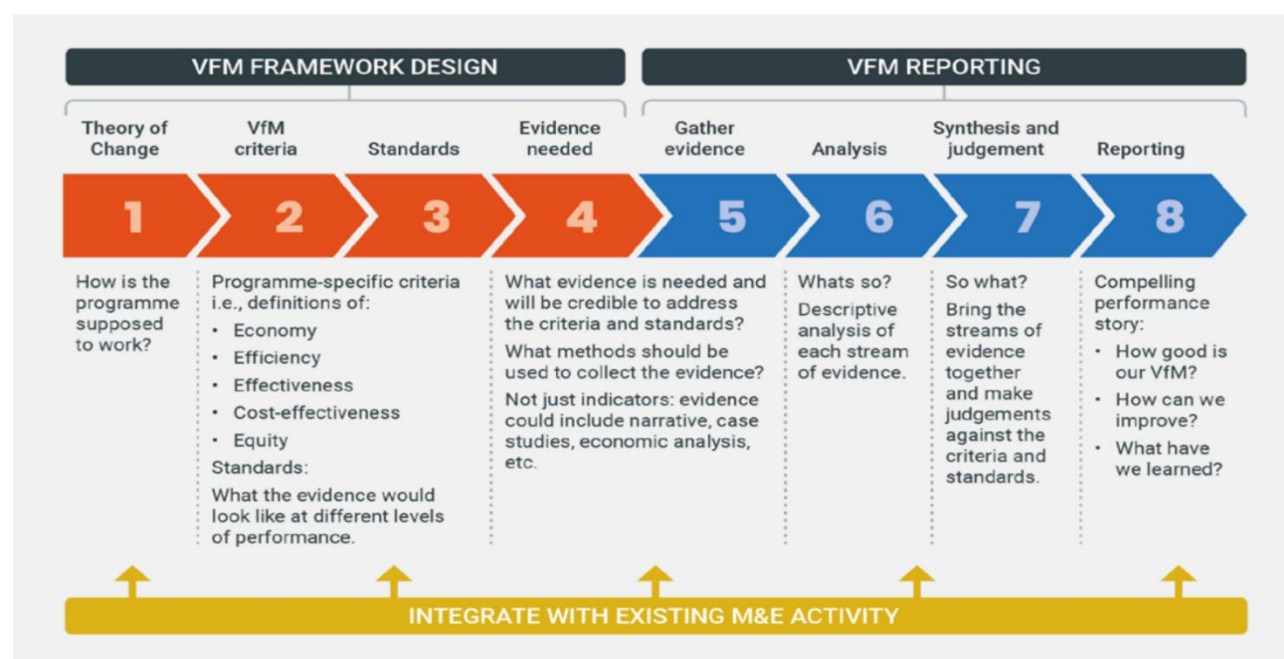 VFM FRAMEWORK DESIGN
VFM REPORTING
Theory of
Change
VfM
criteria
Standards
Evidence
needed
Gather
evidence
Analysis
Synthesis and
judgement
Reporting
1
2
3
4
5
6
7
8
How is the
programme
supposed
to work?
Programme-specific criteria
i.e., definitions of:
• Economy
• Efficiency
• Effectiveness
• Cost-effectiveness
• Equity
Standards:
What the evidence would
look like at different levels
of performance.
What evidence is needed and
will be credible to address
the criteria and standards?
What methods should be
used to collect the evidence?
Not just indicators: evidence
could include narrative, case
studies, economic analysis,
etc.
Whats so?
Descriptive
analysis of
each stream
of evidence.
So what?
Bring the
streams of
evidence
together
and make
judgements
against the
criteria and
standards.
Compelling
performance
story:
• How good is
our VfM?
• How can we
improve?
• What have
we learned?
INTEGRATE WITH EXISTING M&E ACTIVITY